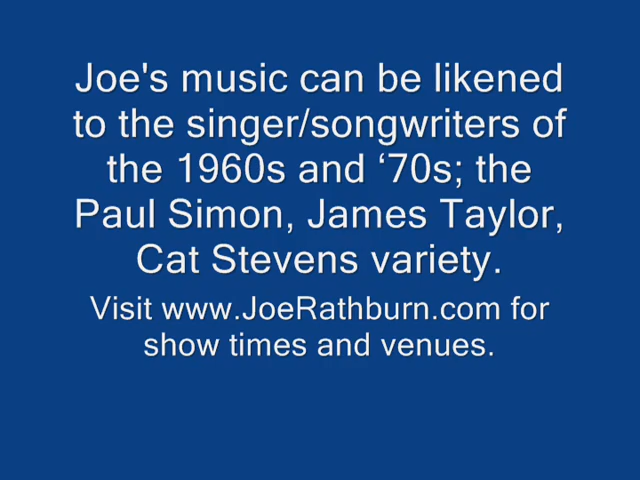 Joe's music can be likened
to the singer/songwriters of
the 1960s and ‘70s; the
Paul Simon, James Taylor,
Cat Stevens variety.
Visit www.JoeRathburn.com for
show times and venues.